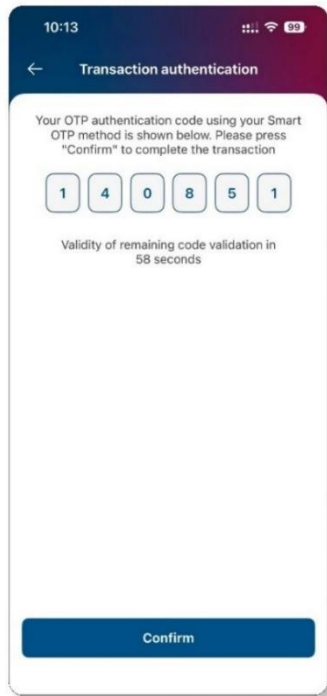 10:13
99
Transaction authentication
Your OTP authentication code using your Smart
OTP method is shown below. Please press
"Confirm" to complete the transaction
1 4 0 8 5 1
Validity of remaining code validation in
58 seconds
Confirm